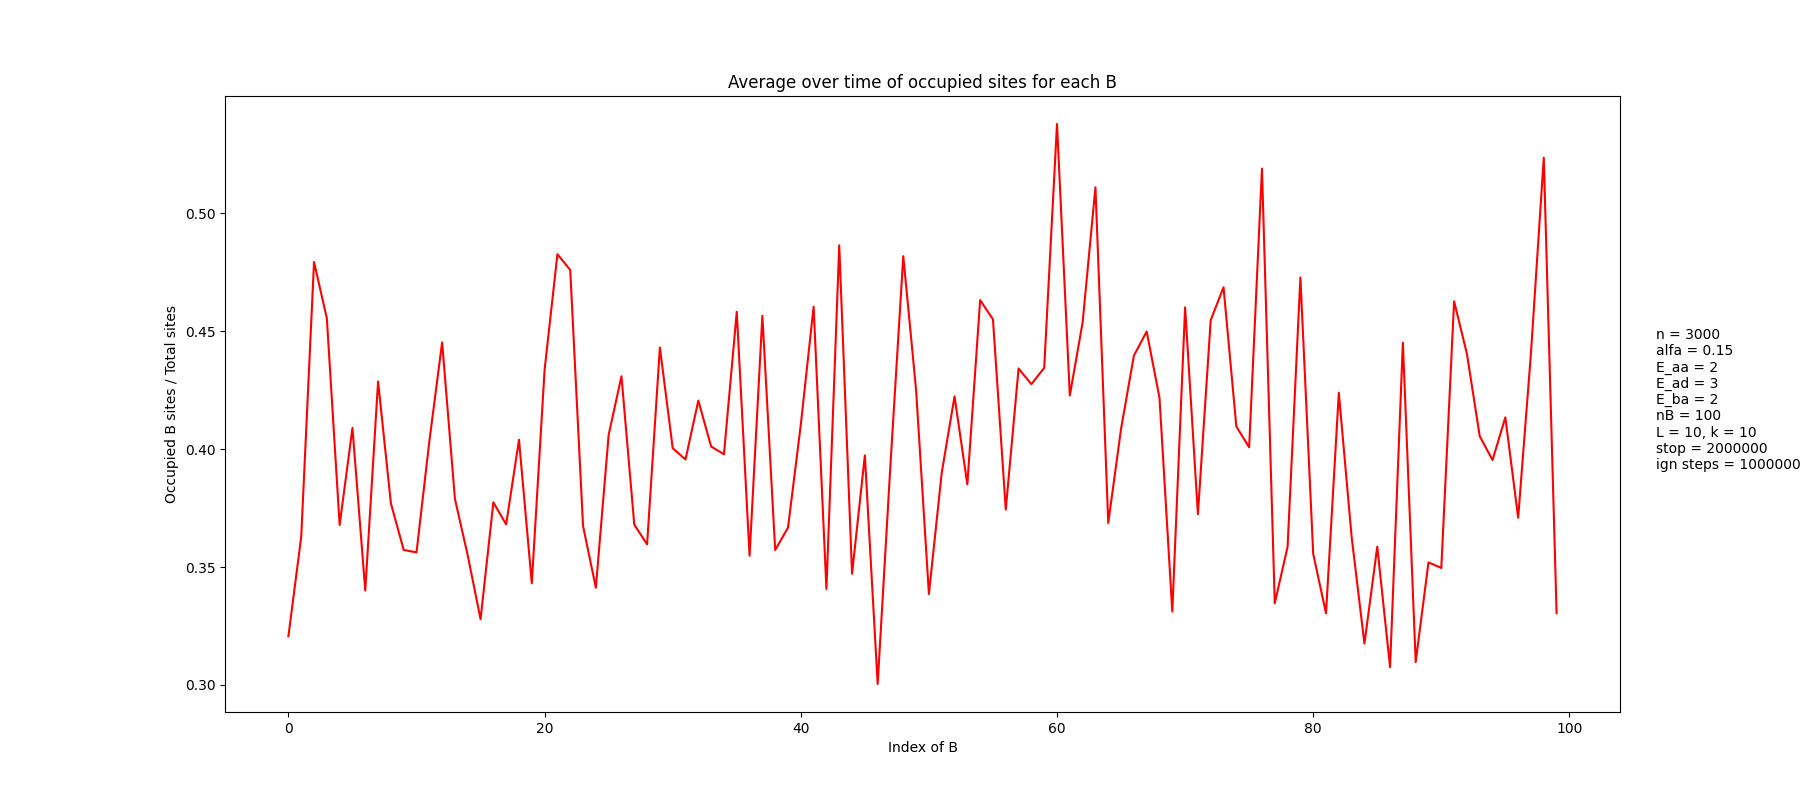 Average over time of occupied sites for each B
Occupied B sites / Total sites
0.50
0.45
0.40
0.35
0.30
0 20 40 60 80 100
Index of B
n = 3000
alfa = 0.15
E_aa = 2
E_ad = 3
E_ba = 2
nB = 100
L = 10, k = 10
stop = 2000000
ign steps = 1000000